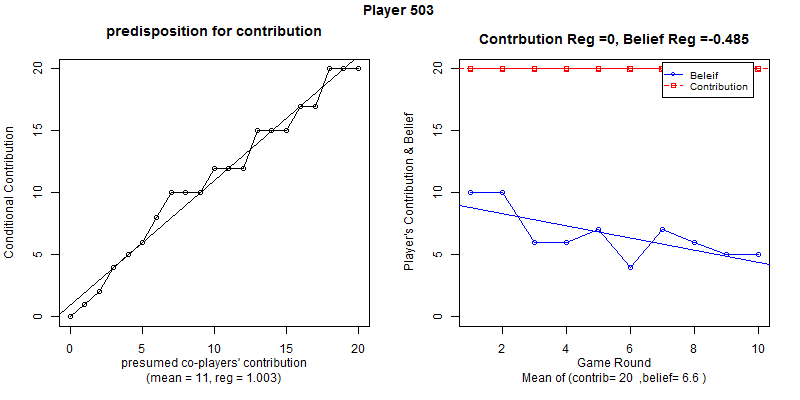 Player 503
predisposition for contribution
Conditional Contribution
20
15
10
5
0
0 5 10 15 20
presumed co-players' contribution
(mean = 11, reg = 1.003)
Contrbution Reg =0, Belief Reg =-0.485
Player's Contribution & Belief
20
15
10
5
0
Beleif
Contribution
2 4 6 8 10
Game Round
Mean of (contrib= 20 ,belief= 6.6 )